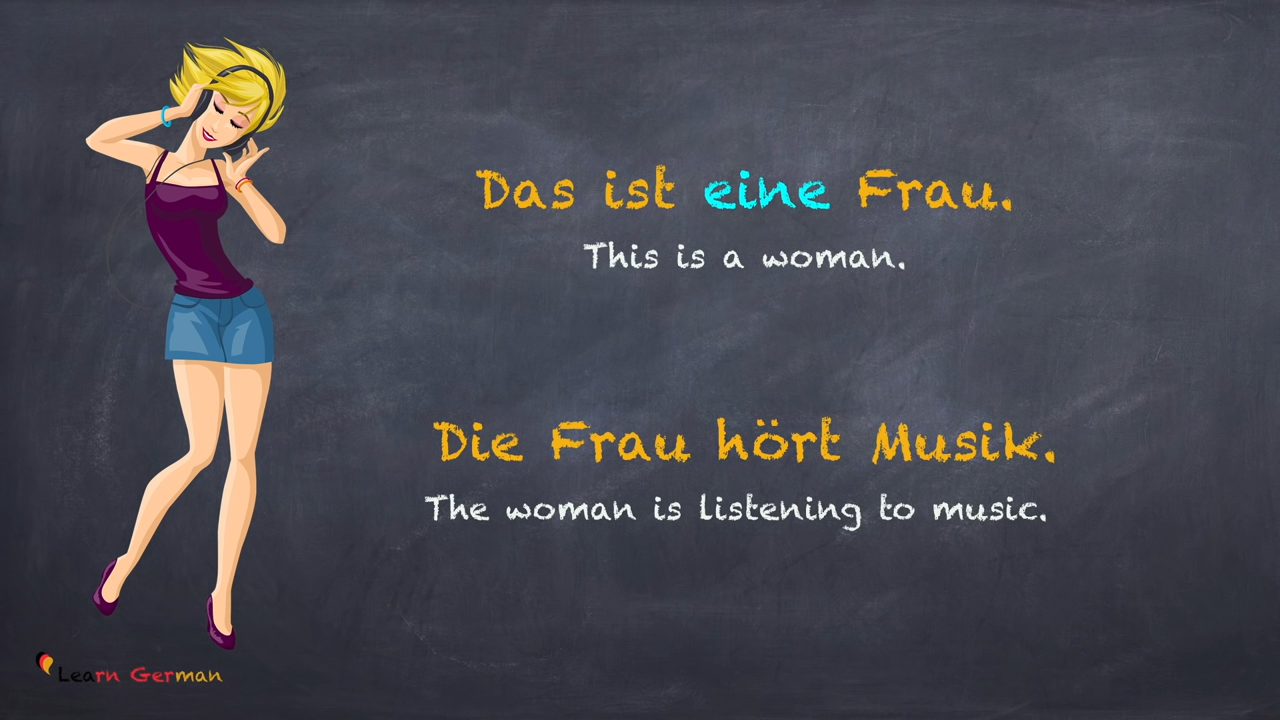 Das ist eine Frau.
This is a woman.
Die Frau hört Musik.
The woman is listening to music.
Learn German